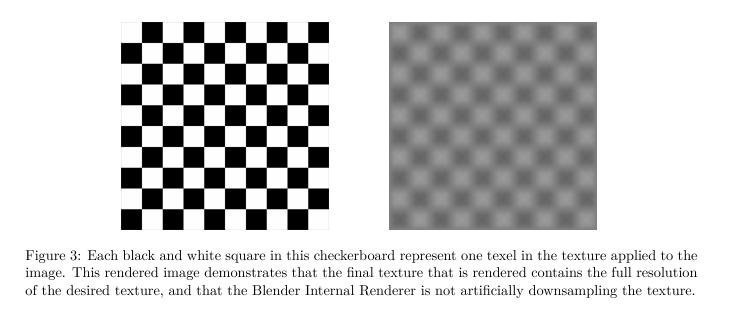 Figure 3: Each black and white square in this checkerboard represent one texel in the texture applied to the
image. This rendered image demonstrates that the final texture that is rendered contains the full resolution
of the desired texture, and that the Blender Internal Renderer is not artificially downsampling the texture.